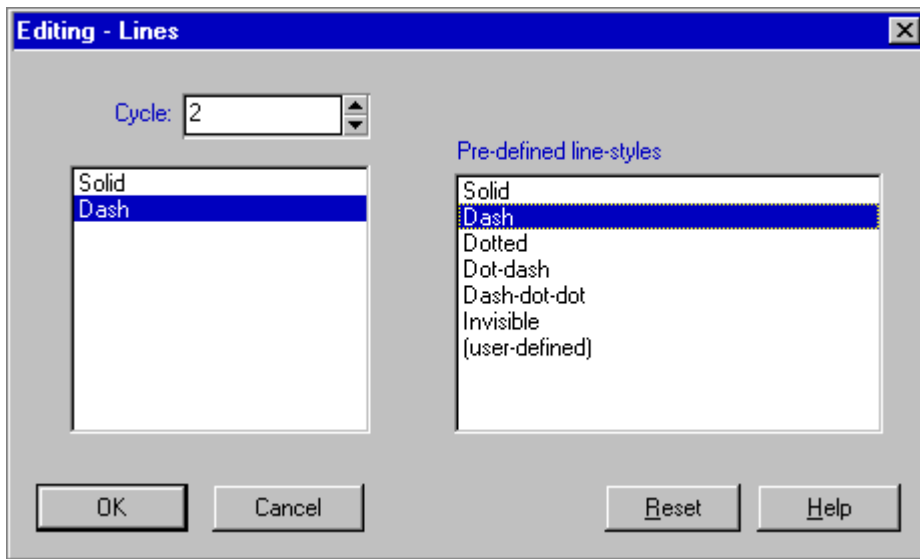 Editing - Lines
Cycle: 2
Solid
Dash
Pre-defined line-styles
Solid
Dash
Dotted
Dot-dash
Dash-dot-dot
Invisible
(user-defined)
OK
Cancel
Reset
Help